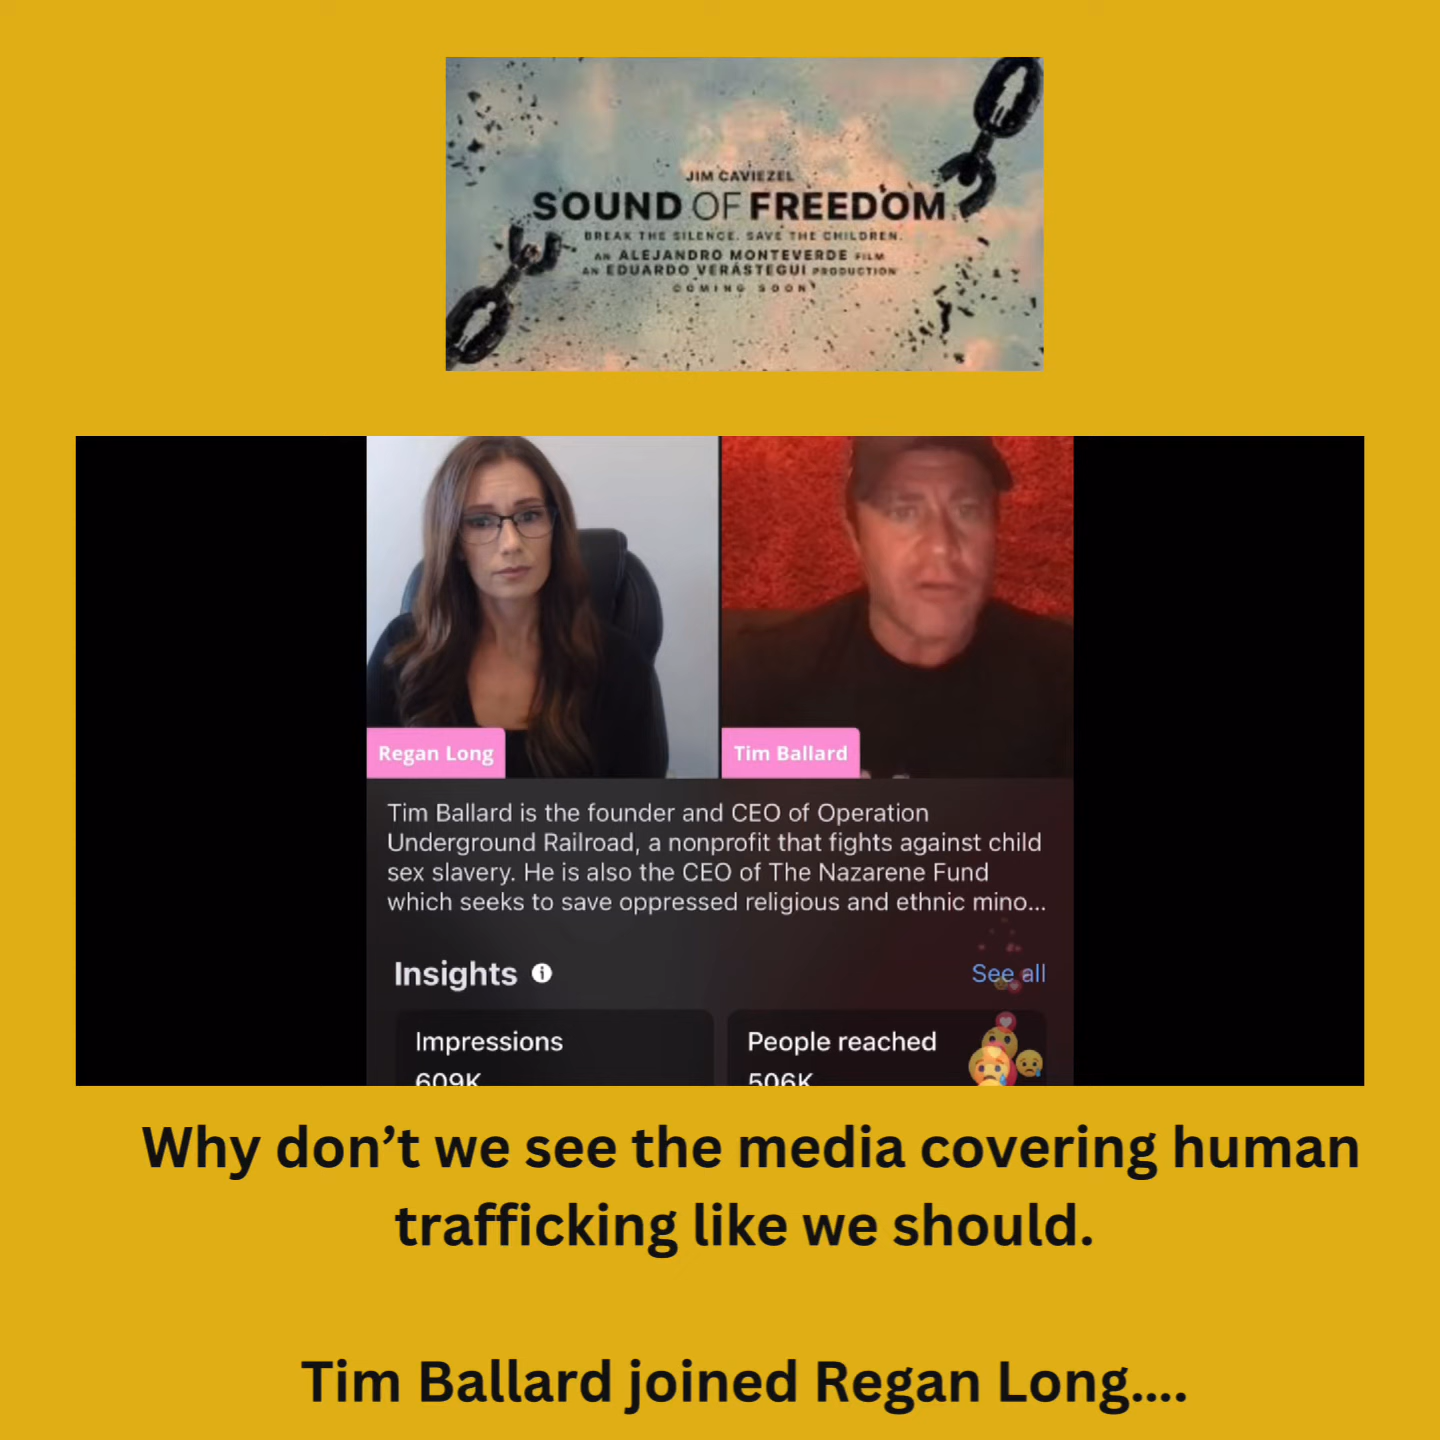 JIM CAVIEZEL
SOUND OF FREEDOM
BREAK THE SILENCE. SAVE THE CHILDREN.
AN ALEJANDRO MONTEVERDE FILM
AN EDUARDO VERÁSTEGUI PRODUCTION
COMING SOON
Regan Long
Tim Ballard
Tim Ballard is the founder and CEO of Operation
Underground Railroad, a nonprofit that fights against child
sex slavery. He is also the CEO of The Nazarene Fund
which seeks to save oppressed religious and ethnic mino...
Insights
See all
Impressions
People reached
609K
506K
Why don’t we see the media covering human
trafficking like we should.
Tim Ballard joined Regan Long....